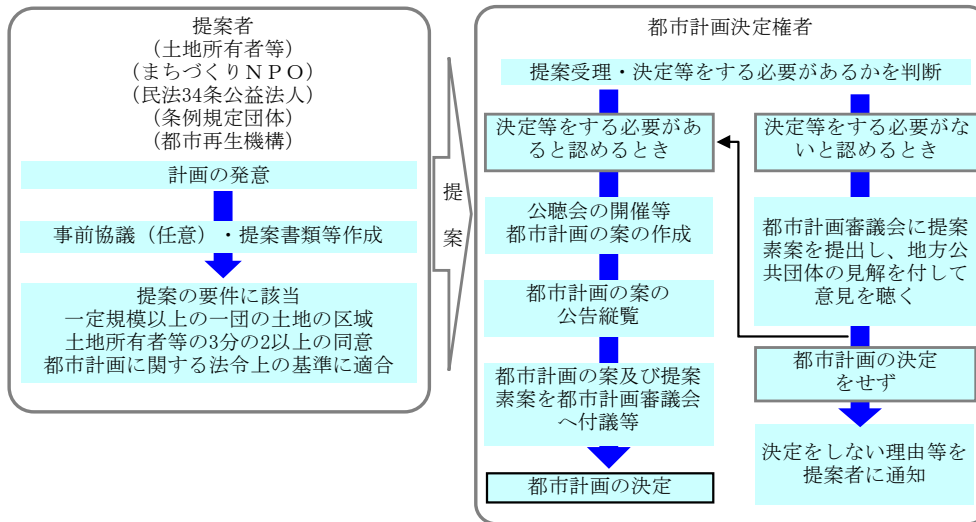 提案者
（土地所有者等）
（まちづくりＮＰＯ）
（民法34条公益法人）
（条例規定団体）
（都市再生機構）
計画の発意
事前協議（任意）・提案書類等作成
提案の要件に該当
一定規模以上の一団の土地の区域
土地所有者等の3分の2以上の同意
都市計画に関する法令上の基準に適合
提
案
都市計画決定権者
提案受理・決定等をする必要があるかを判断
決定等をする必要があ
ると認めるとき
公聴会の開催等
都市計画の案の作成
都市計画の案の
公告縦覧
都市計画の案及び提案
素案を都市計画審議会
へ付議等
都市計画の決定
決定等をする必要がな
いと認めるとき
都市計画審議会に提案
素案を提出し、地方公
共団体の見解を付して
意見を聴く
都市計画の決定
をせず
決定をしない理由等を
提案者に通知